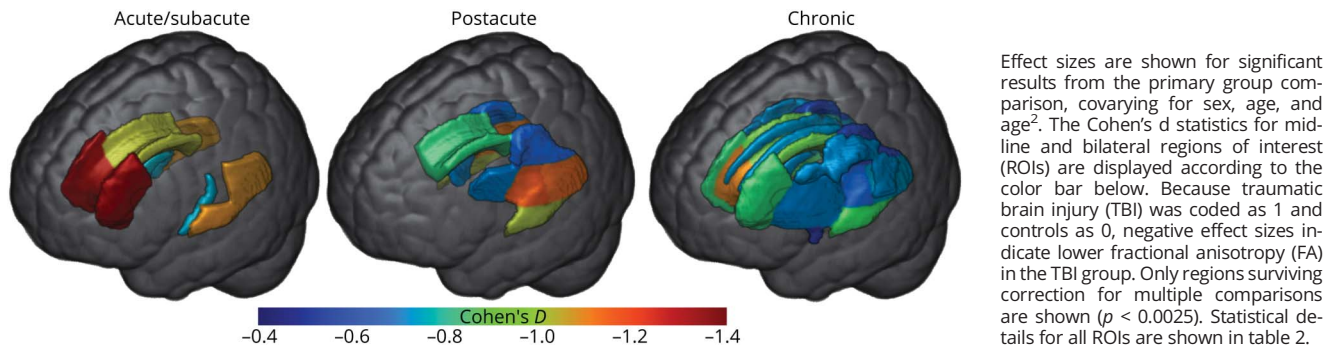 Acute/subacute
Postacute
Chronic
Cohen's D
−0.4 −0.6 −0.8 −1.0 −1.2 −1.4
Effect sizes are shown for significant
results from the primary group com-
parison, covarying for sex, age, and
age². The Cohen’s d statistics for mid-
line and bilateral regions of interest
(ROIs) are displayed according to the
color bar below. Because traumatic
brain injury (TBI) was coded as 1 and
controls as 0, negative effect sizes in-
dicate lower fractional anisotropy (FA)
in the TBI group. Only regions surviving
correction for multiple comparisons
are shown (p < 0.0025). Statistical de-
tails for all ROIs are shown in table 2.